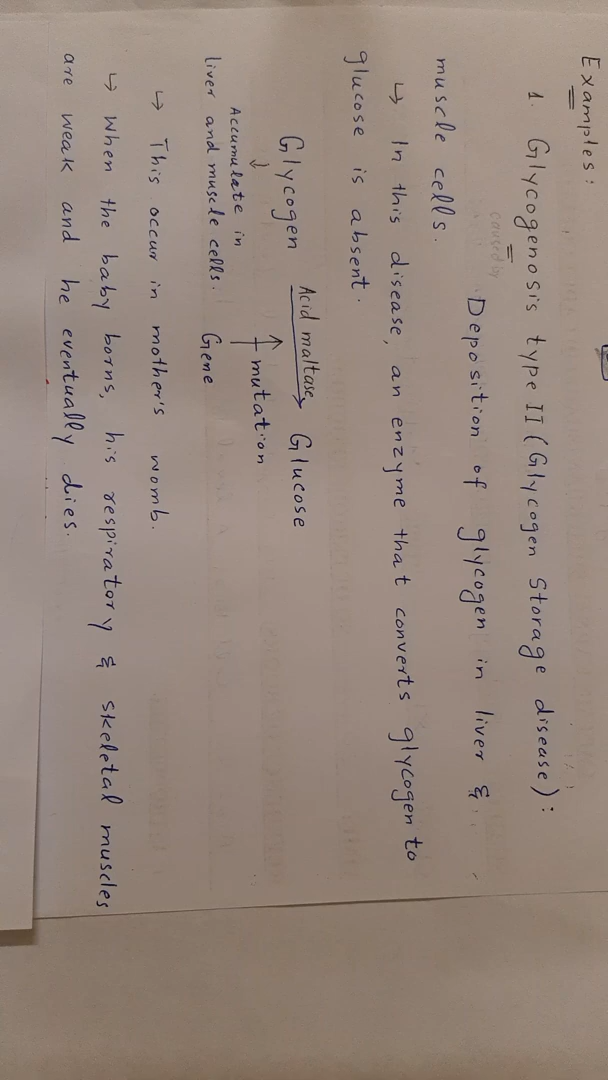 Examples:
1. Glycogenosis type II (Glycogen Storage disease):
caused by
Deposition of glycogen in liver &
muscle cells.
↳ In this disease, an enzyme that converts glycogen to
glucose is absent.
Glycogen Acid maltase → Glucose
↓ ↑ mutation
Accumulate in
liver and muscle cells. Gene
↳ This occur in mother's womb.
↳ When the baby borns, his respiratory & skeletal muscles
are weak and he eventually dies.